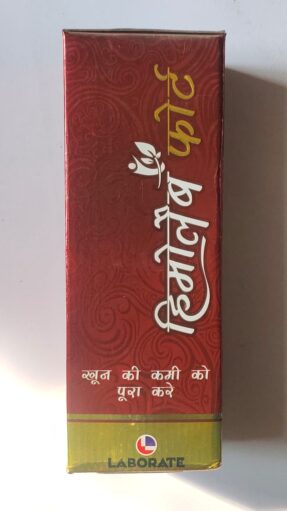 हिमोलैब फोर्ट
खून की कमी को
पूरा करे
LABORATE